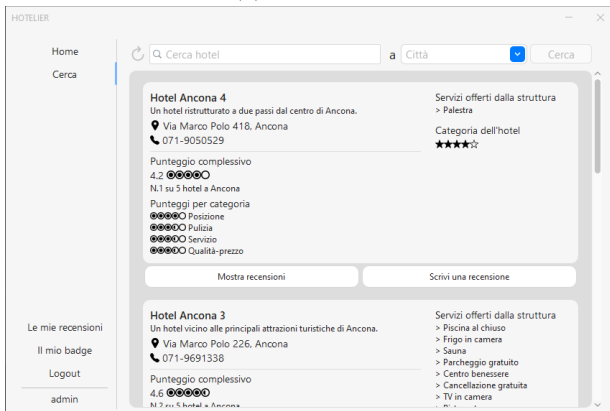 HOTELIER
Home
Cerca
Cerca hotel
a
Città
Cerca
Hotel Ancona 4
Un hotel ristrutturato a due passi dal centro di Ancona.
Via Marco Polo 418, Ancona
071-9050529
Punteggio complessivo
4.2
N.1 su 5 hotel a Ancona
Punteggi per categoria
Posizione
Pulizia
Servizio
Qualità-prezzo
Servizi offerti dalla struttura
> Palestra
Categoria dell'hotel
★★★★☆
Mostra recensioni
Scrivi una recensione
Hotel Ancona 3
Un hotel vicino alle principali attrazioni turistiche di Ancona.
Via Marco Polo 226, Ancona
071-9691338
Punteggio complessivo
4.6
N.2 su 5 hotel a Ancona
Servizi offerti dalla struttura
> Piscina al chiuso
> Frigo in camera
> Sauna
> Parcheggio gratuito
> Centro benessere
> Cancellazione gratuita
> TV in camera
Le mie recensioni
Il mio badge
Logout
admin